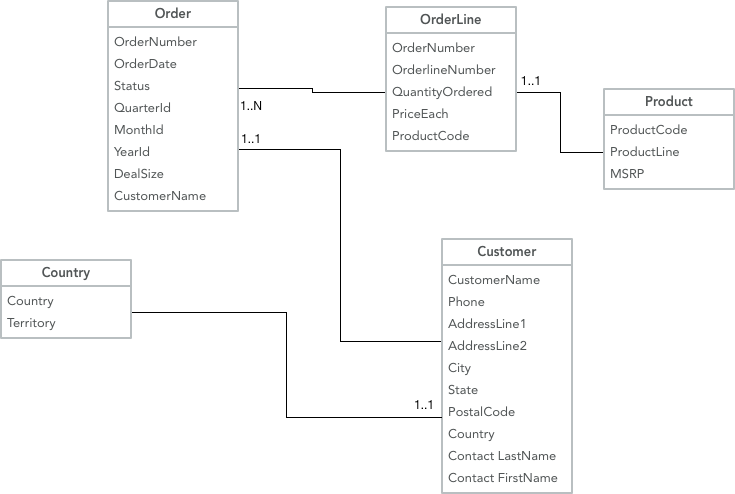 Order
OrderNumber
OrderDate
Status
QuarterId
MonthId
YearId
DealSize
CustomerName
1..N
1..1
OrderLine
OrderNumber
OrderlineNumber
QuantityOrdered
PriceEach
ProductCode
1..1
Product
ProductCode
ProductLine
MSRP
Country
Country
Territory
Customer
CustomerName
Phone
AddressLine1
AddressLine2
City
State
PostalCode
Country
Contact LastName
Contact FirstName
1..1